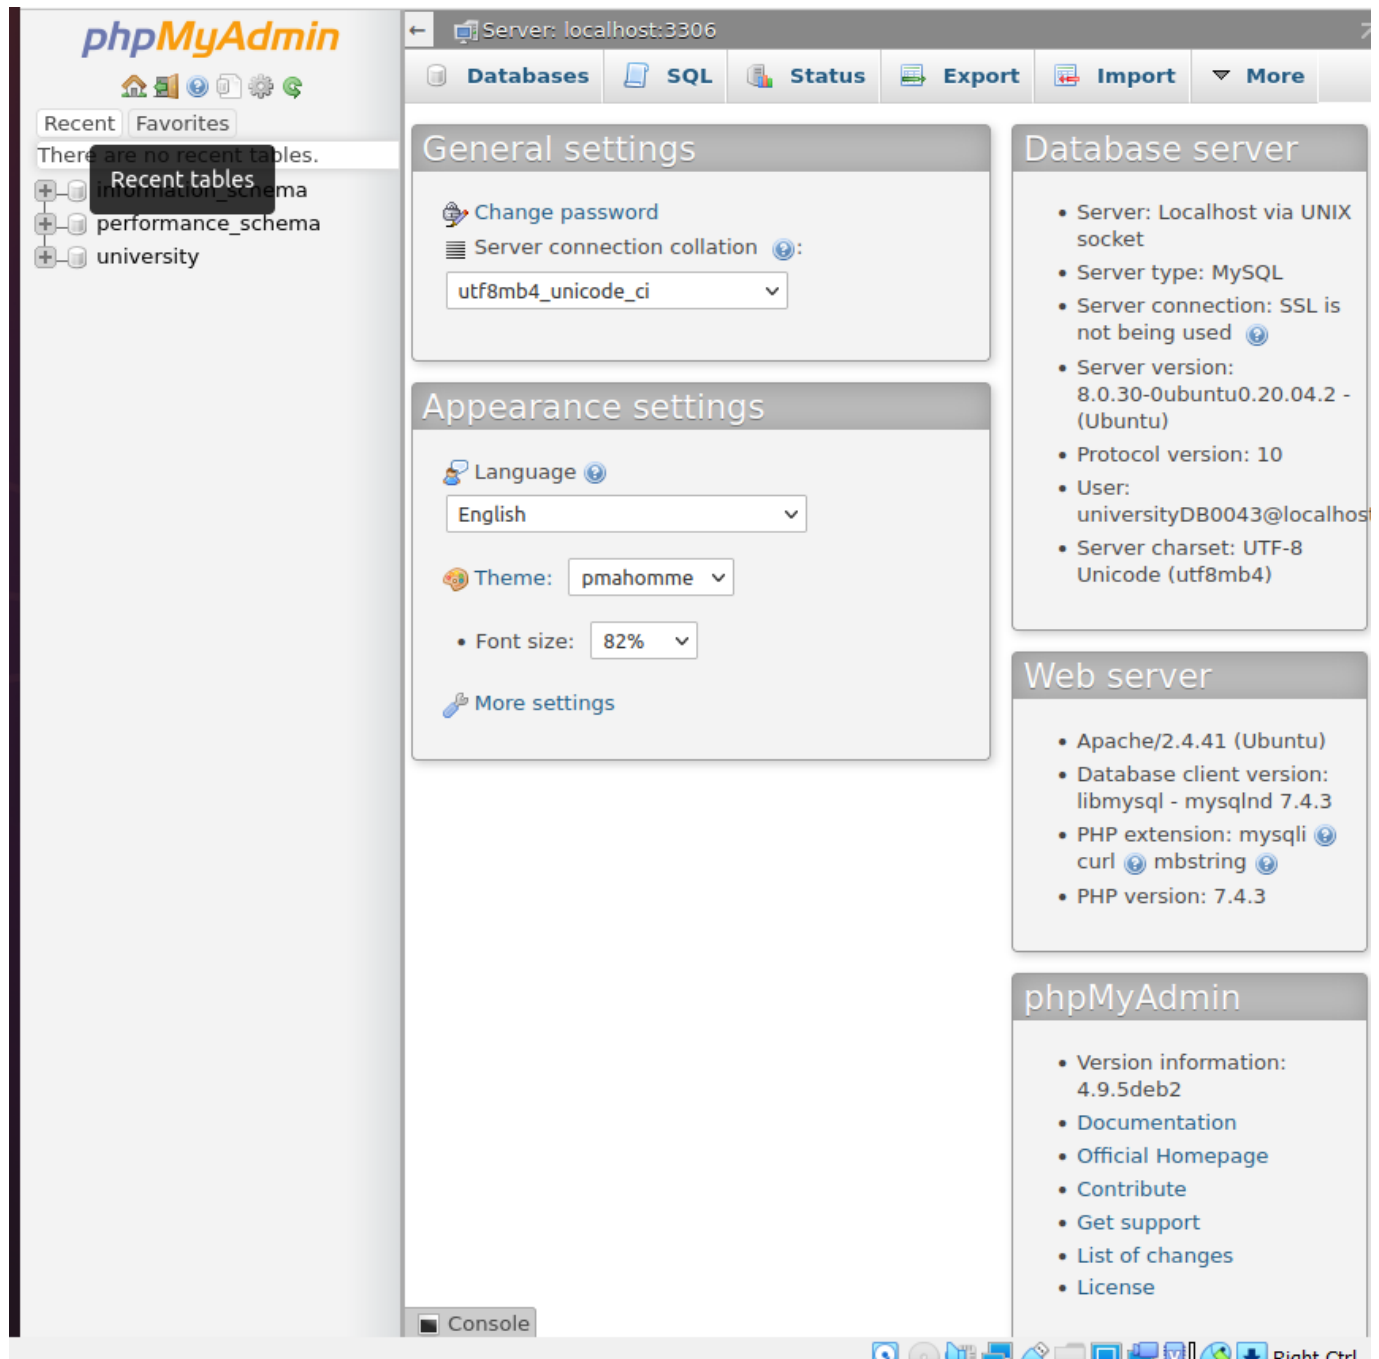 phpMyAdmin
Recent Favorites
There are no recent tables.
Recent tables
information_schema
performance_schema
university
Server: localhost:3306
Databases SQL Status Export Import More
General settings
Change password
Server connection collation :
utf8mb4_unicode_ci
Appearance settings
Language
English
Theme: pmahomme
• Font size: 82%
More settings
Database server
• Server: Localhost via UNIX
socket
• Server type: MySQL
• Server connection: SSL is
not being used
• Server version:
8.0.30-0ubuntu0.20.04.2 -
(Ubuntu)
• Protocol version: 10
• User:
universityDB0043@localhost
• Server charset: UTF-8
Unicode (utf8mb4)
Web server
• Apache/2.4.41 (Ubuntu)
• Database client version:
libmysql - mysqlnd 7.4.3
• PHP extension: mysqli
curl mbstring
• PHP version: 7.4.3
phpMyAdmin
• Version information:
4.9.5deb2
• Documentation
• Official Homepage
• Contribute
• Get support
• List of changes
• License
Console
Right Ctrl